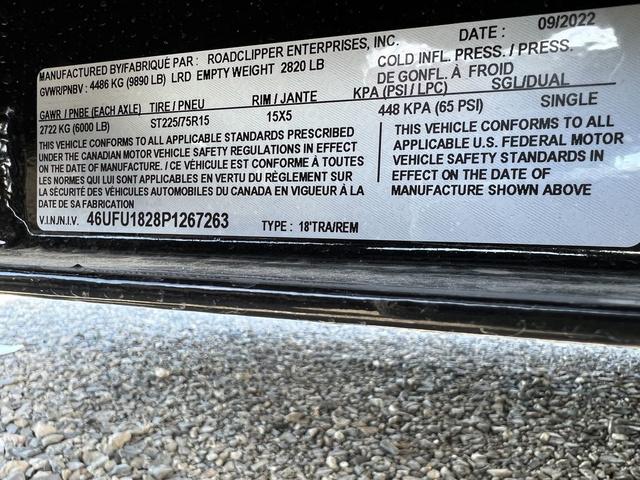 MANUFACTURED BY/FABRIQUÉ PAR : ROADCLIPPER ENTERPRISES, INC. DATE : 09/2022
GVWR/PNBV : 4486 KG (9890 LB) LRD EMPTY WEIGHT 2820 LB COLD INFL. PRESS. / PRESS.
DE GONFL. À FROID
GAWR / PNBE (EACH AXLE) TIRE / PNEU RIM / JANTE KPA (PSI / LPC) SGL/DUAL
2722 KG (6000 LB) ST225/75R15 15X5 448 KPA (65 PSI) SINGLE
THIS VEHICLE CONFORMS TO ALL
APPLICABLE STANDARDS PRESCRIBED
UNDER THE CANADIAN MOTOR VEHICLE SAFETY REGULATIONS IN EFFECT
ON DATE OF MANUFACTURE. / CE VÉHICULE EST CONFORME À TOUTES
LES NORMES QUI LUI SONT APPLICABLES EN VERTU DU RÈGLEMENT SUR
LA SÉCURITÉ DES VÉHICULES AUTOMOBILES DU CANADA EN VIGUEUR À LA
DATE DE SA FABRICATION
THIS VEHICLE CONFORMS TO ALL
APPLICABLE U.S. FEDERAL MOTOR
VEHICLE SAFETY STANDARDS IN
EFFECT ON THE DATE OF
MANUFACTURE SHOWN ABOVE
V.I.N./N.I.V. 46UFU1828P1267263 TYPE : 18'TRA/REM